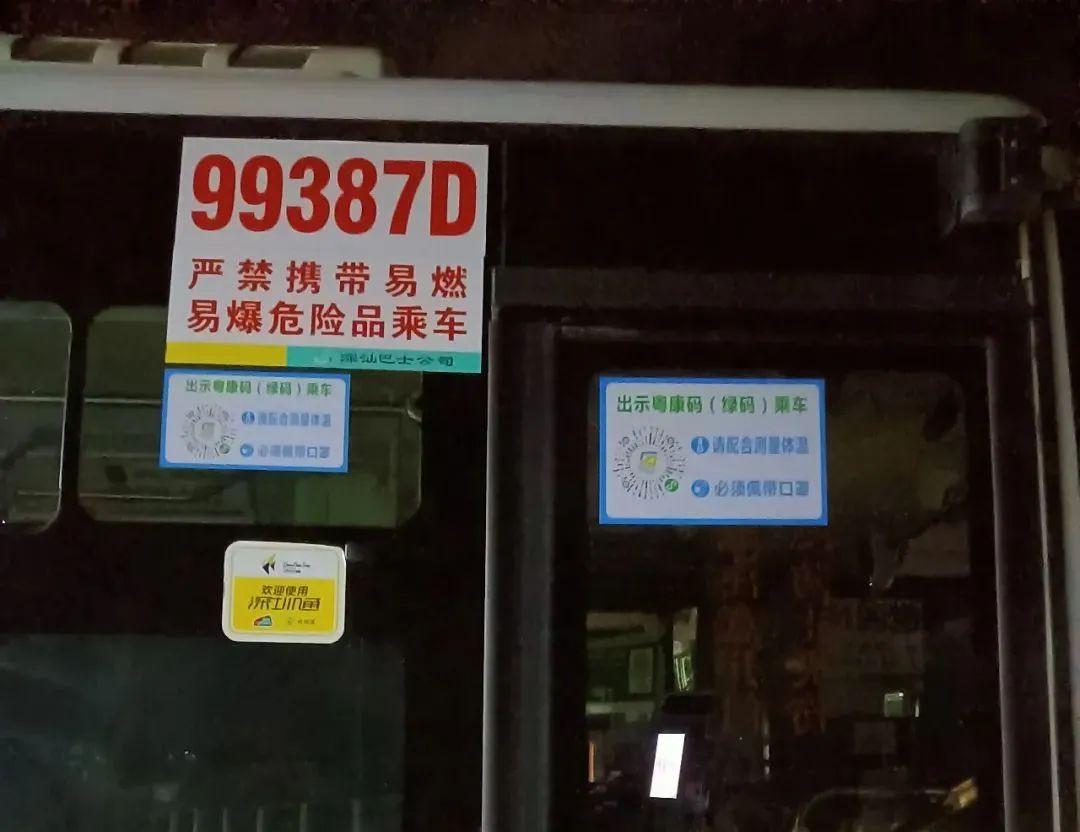 99387D
严禁携带易燃
易爆危险品乘车
深汕巴士公司
出示粤康码（绿码）乘车
请配合测量体温
必须佩带口罩
欢迎使用
出示粤康码（绿码）乘车
请配合测量体温
必须佩带口罩